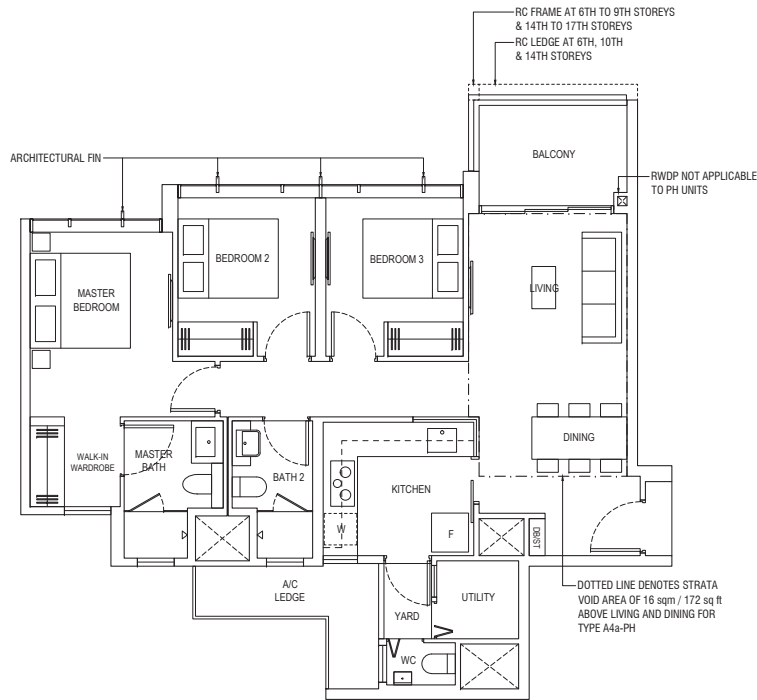 RC FRAME AT 6TH TO 9TH STOREYS
& 14TH TO 17TH STOREYS
RC LEDGE AT 6TH, 10TH
& 14TH STOREYS
BALCONY
ARCHITECTURAL FIN
RWDP NOT APPLICABLE
TO PH UNITS
BEDROOM 2
BEDROOM 3
MASTER
BEDROOM
LIVING
DINING
WALK-IN
WARDROBE
MASTER
BATH
BATH 2
KITCHEN
W
F
DB/ST
A/C
LEDGE
YARD
UTILITY
WC
DOTTED LINE DENOTES STRATA
VOID AREA OF 16 sqm / 172 sq ft
ABOVE LIVING AND DINING FOR
TYPE A4a-PH